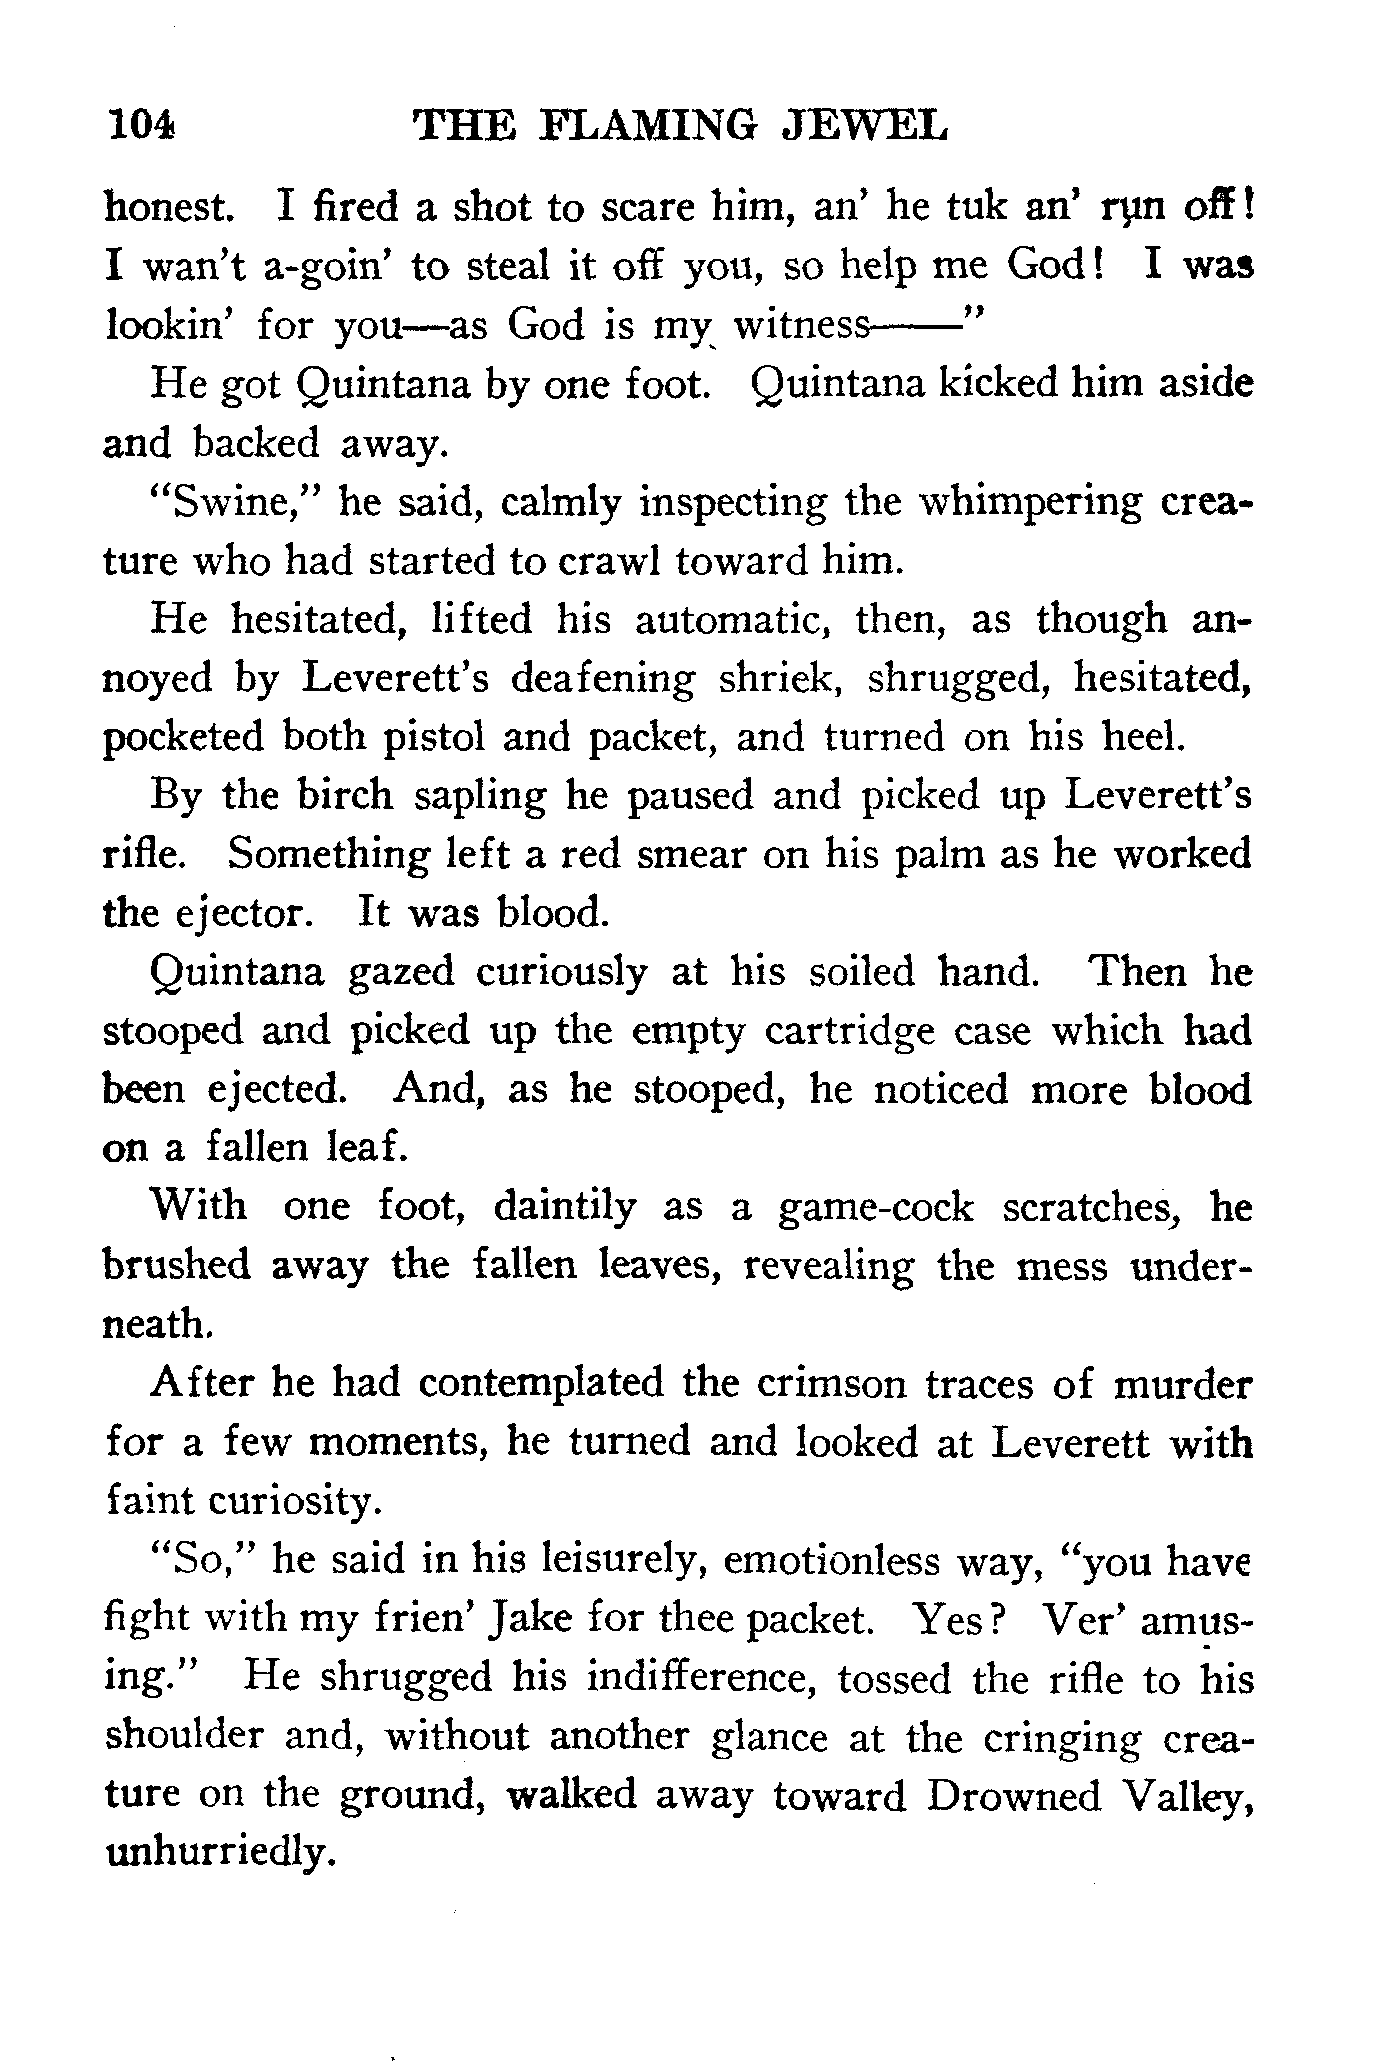 104 THE FLAMING JEWEL
honest. I fired a shot to scare him, an' he tuk an' run off!
I wan't a-goin' to steal it off you, so help me God! I was
lookin' for you—as God is my witness——"
He got Quintana by one foot. Quintana kicked him aside
and backed away.
"Swine," he said, calmly inspecting the whimpering crea-
ture who had started to crawl toward him.
He hesitated, lifted his automatic, then, as though an-
noyed by Leverett's deafening shriek, shrugged, hesitated,
pocketed both pistol and packet, and turned on his heel.
By the birch sapling he paused and picked up Leverett's
rifle. Something left a red smear on his palm as he worked
the ejector. It was blood.
Quintana gazed curiously at his soiled hand. Then he
stooped and picked up the empty cartridge case which had
been ejected. And, as he stooped, he noticed more blood
on a fallen leaf.
With one foot, daintily as a game-cock scratches, he
brushed away the fallen leaves, revealing the mess under-
neath.
After he had contemplated the crimson traces of murder
for a few moments, he turned and looked at Leverett with
faint curiosity.
"So," he said in his leisurely, emotionless way, "you have
fight with my frien' Jake for thee packet. Yes? Ver' amus-
ing." He shrugged his indifference, tossed the rifle to his
shoulder and, without another glance at the cringing crea-
ture on the ground, walked away toward Drowned Valley,
unhurriedly.